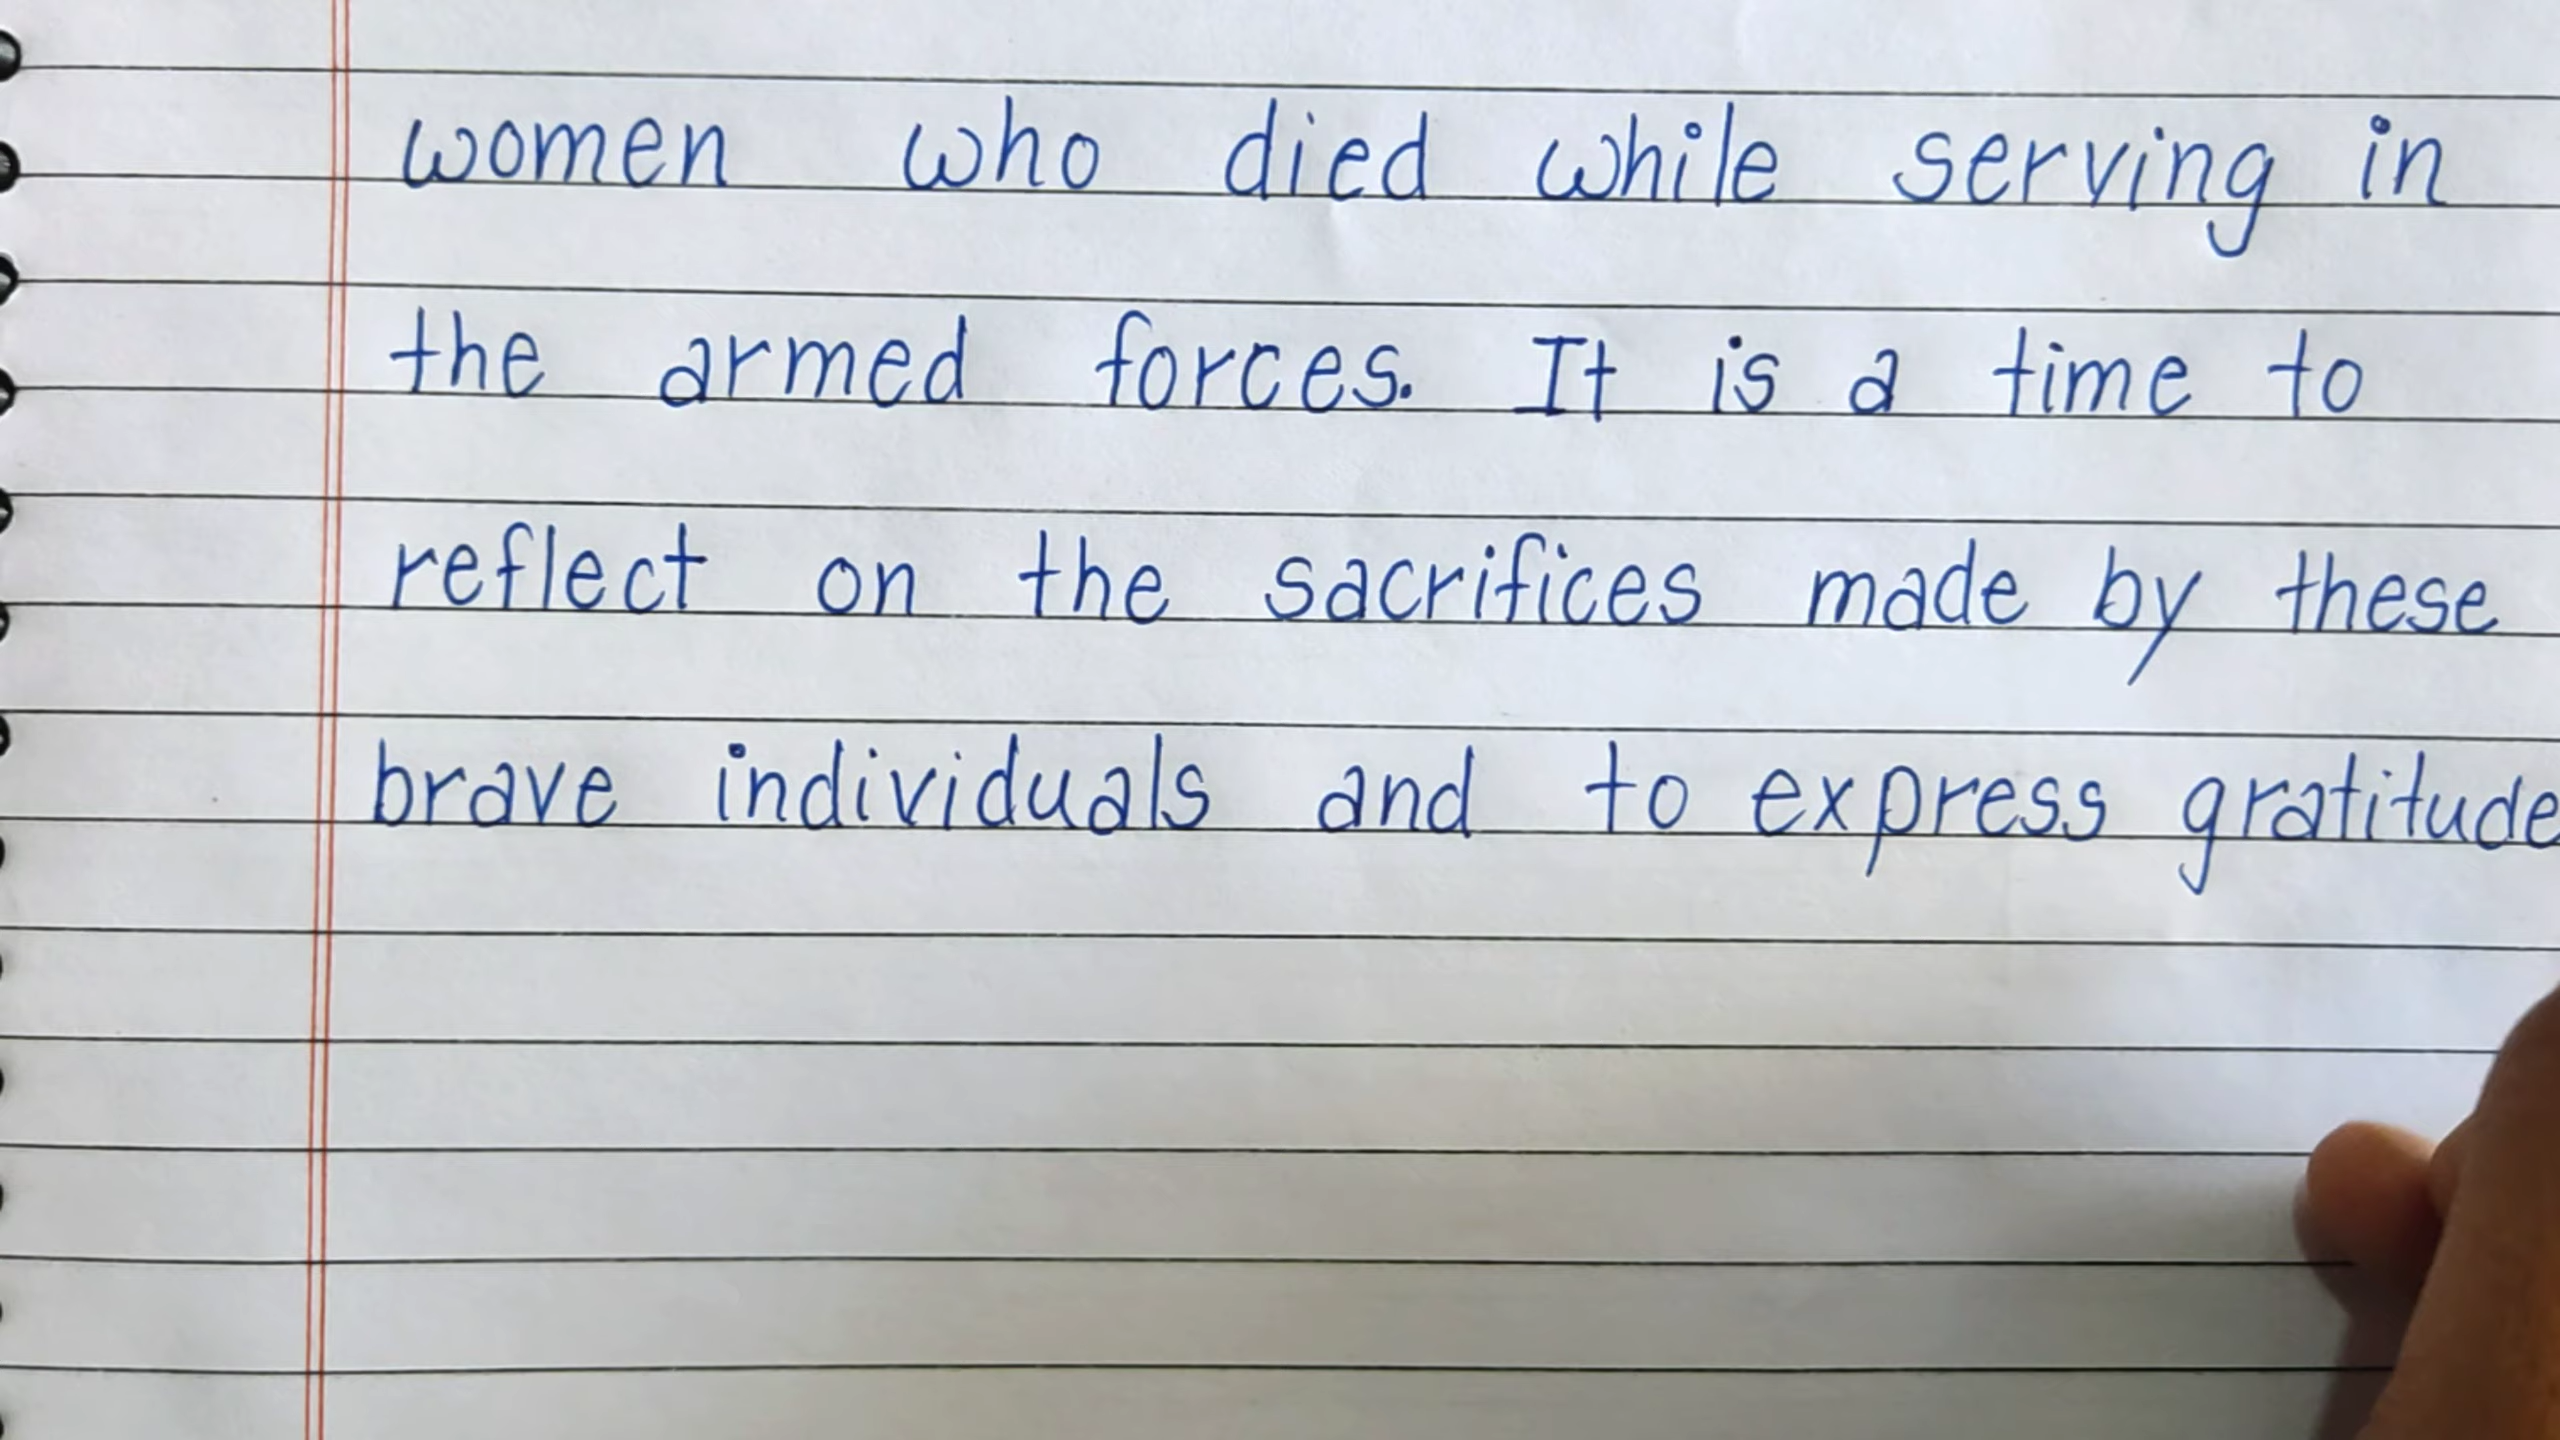 women who died while serving in
the armed forces. It is a time to
reflect on the sacrifices made by these
brave individuals and to express gratitude